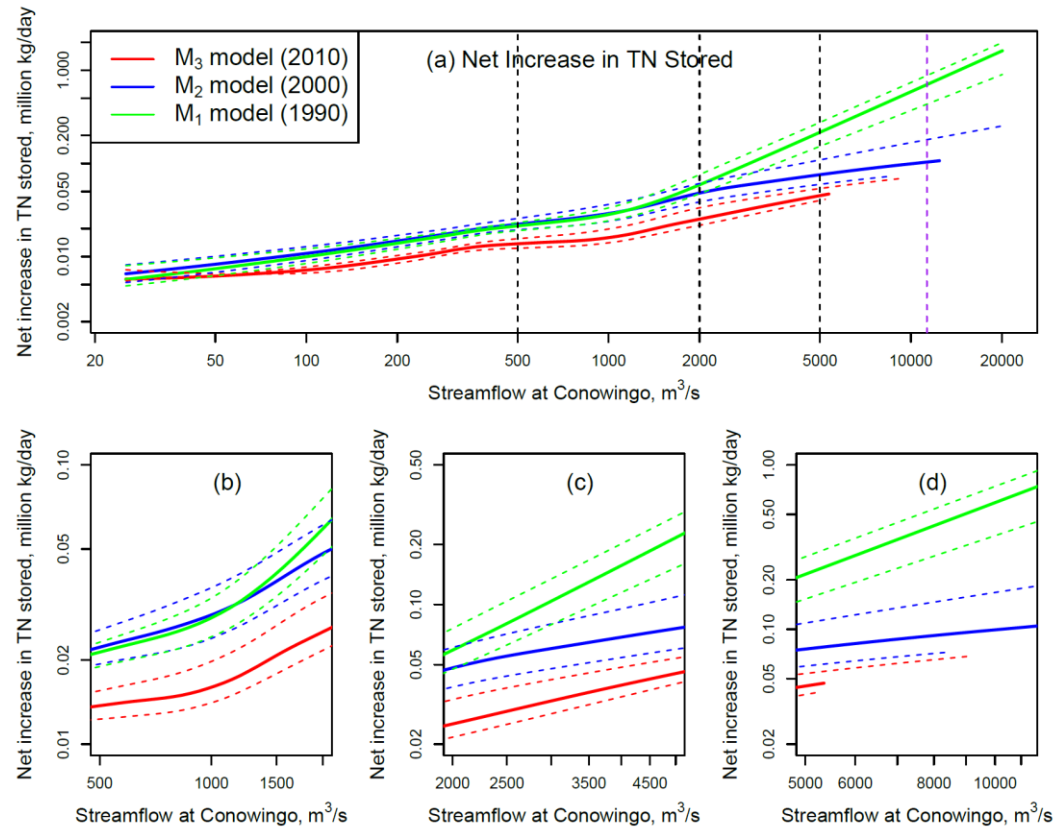 (a) Net Increase in TN Stored
M₃ model (2010)
M₂ model (2000)
M₁ model (1990)
Net increase in TN stored, million kg/day
1.000
0.200
0.050
0.010
0.002
20 50 100 200 500 1000 2000 5000 10000 20000
Streamflow at Conowingo, m³/s
(b)
Net increase in TN stored, million kg/day
0.10
0.05
0.02
0.01
500 1000 1500
Streamflow at Conowingo, m³/s
(c)
Net increase in TN stored, million kg/day
0.50
0.20
0.10
0.05
0.02
2000 2500 3500 4500
Streamflow at Conowingo, m³/s
(d)
Net increase in TN stored, million kg/day
1.00
0.50
0.20
0.10
0.05
0.02
5000 6000 8000 10000
Streamflow at Conowingo, m³/s